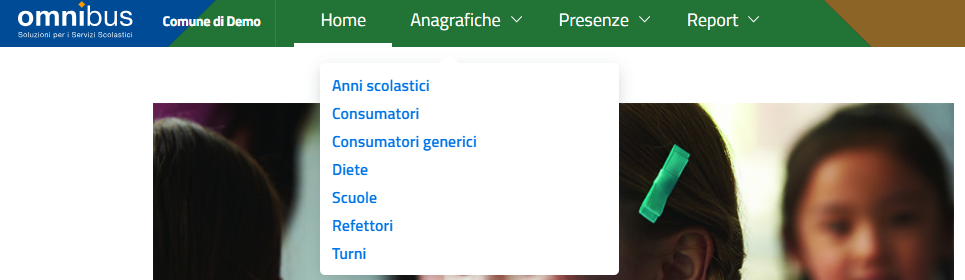 omnibus
Soluzioni per i Servizi Scolastici
Comune di Demo
Home Anagrafiche Presenze Report
Anni scolastici
Consumatori
Consumatori generici
Diete
Scuole
Refettori
Turni